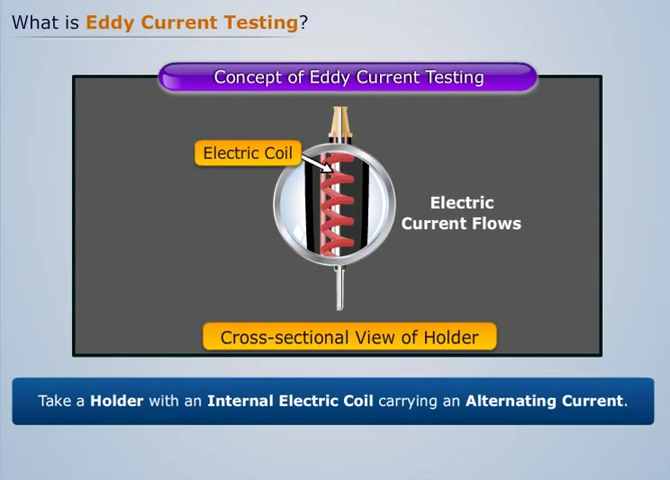 What is Eddy Current Testing?
Concept of Eddy Current Testing
Electric Coil
Electric
Current Flows
Cross-sectional View of Holder
Take a Holder with an Internal Electric Coil carrying an Alternating Current.